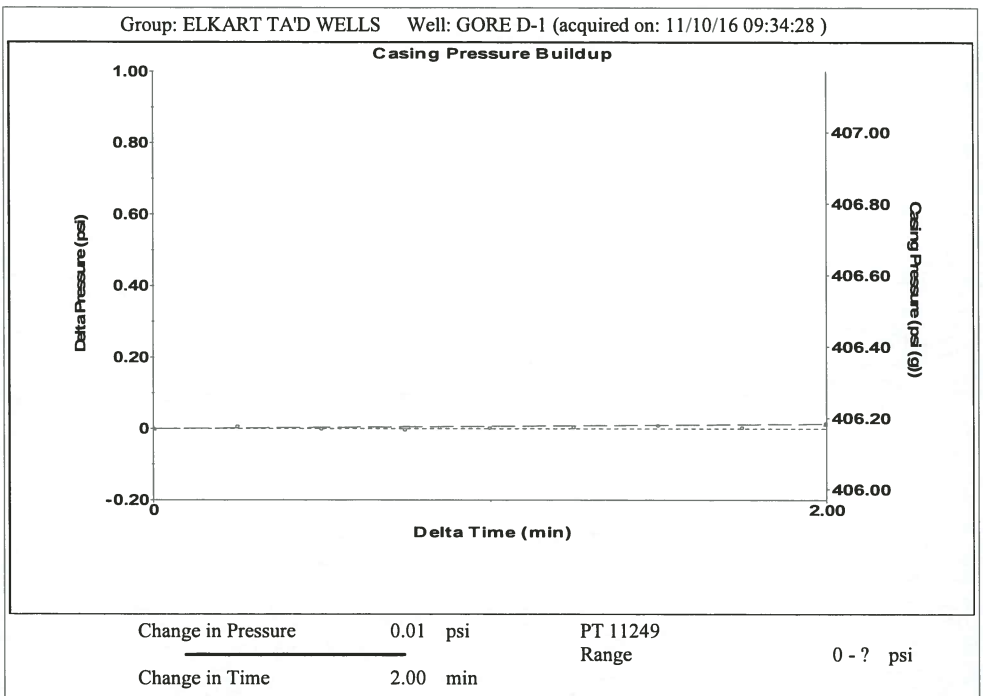 Group: ELKART TA'D WELLS Well: GORE D-1 (acquired on: 11/10/16 09:34:28 )
Casing Pressure Buildup
1.00
0.80
0.60
0.40
0.20
0
-0.20
Delta Pressure (psi)
407.00
406.80
406.60
406.40
406.20
406.00
Casing Pressure (psi (g))
0
2.00
Delta Time (min)
Change in Pressure 0.01 psi PT 11249
Range 0 - ? psi
Change in Time 2.00 min